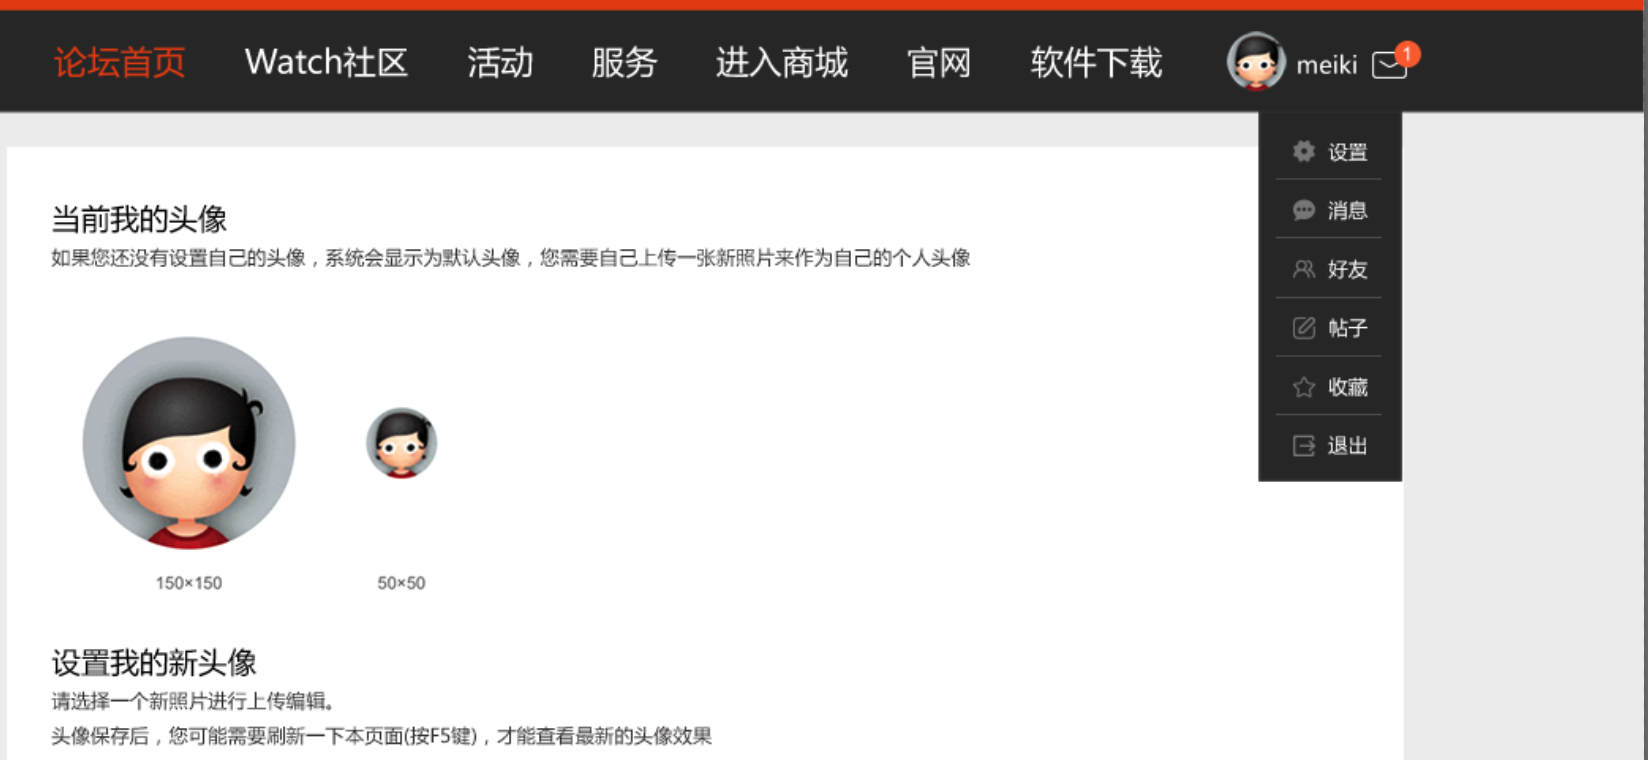 论坛首页 Watch社区 活动 服务 进入商城 官网 软件下载 meiki 1
设置
消息
好友
帖子
收藏
退出
当前我的头像
如果您还没有设置自己的头像，系统会显示为默认头像，您需要自己上传一张新照片来作为自己的个人头像
150×150 50×50
设置我的新头像
请选择一个新照片进行上传编辑。
头像保存后，您可能需要刷新一下本页面(按F5键)，才能查看最新的头像效果